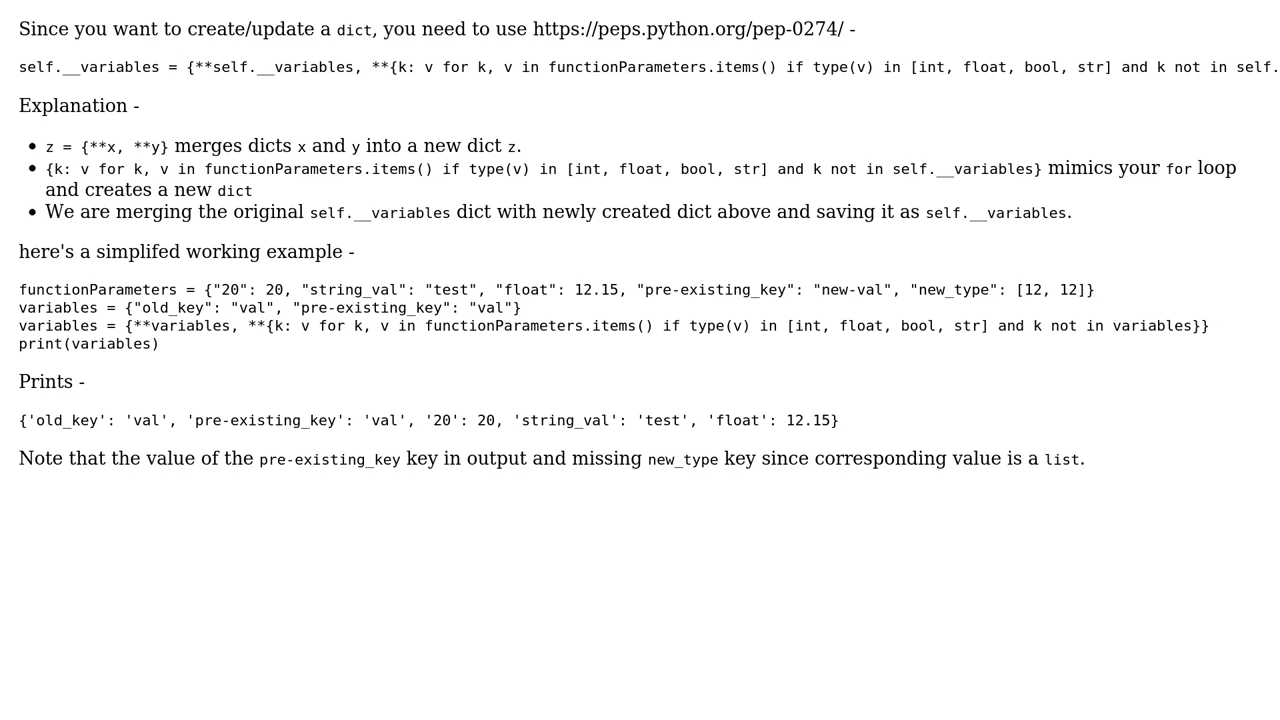 Since you want to create/update a dict, you need to use https://peps.python.org/pep-0274/ -
self.__variables = {**self.__variables, **{k: v for k, v in functionParameters.items() if type(v) in [int, float, bool, str] and k not in self.
Explanation -
• z = {**x, **y} merges dicts x and y into a new dict z.
• {k: v for k, v in functionParameters.items() if type(v) in [int, float, bool, str] and k not in self.__variables} mimics your for loop
and creates a new dict
• We are merging the original self.__variables dict with newly created dict above and saving it as self.__variables.
here's a simplifed working example -
functionParameters = {"20": 20, "string_val": "test", "float": 12.15, "pre-existing_key": "new-val", "new_type": [12, 12]}
variables = {"old_key": "val", "pre-existing_key": "val"}
variables = {**variables, **{k: v for k, v in functionParameters.items() if type(v) in [int, float, bool, str] and k not in variables}}
print(variables)
Prints -
{'old_key': 'val', 'pre-existing_key': 'val', '20': 20, 'string_val': 'test', 'float': 12.15}
Note that the value of the pre-existing_key key in output and missing new_type key since corresponding value is a list.